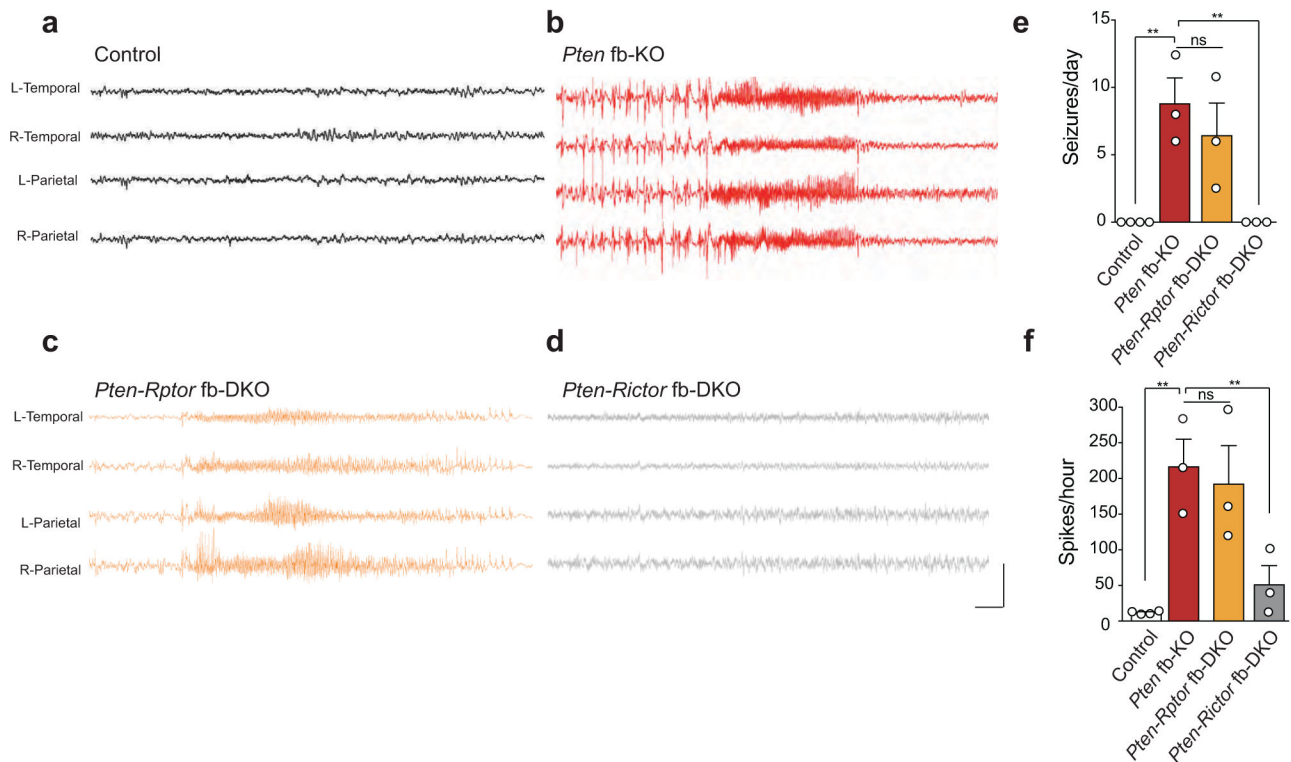 a
Control
L-Temporal
R-Temporal
L-Parietal
R-Parietal
b
Pten fb-KO
c
Pten-Rptor fb-DKO
L-Temporal
R-Temporal
L-Parietal
R-Parietal
d
Pten-Rictor fb-DKO
e
**
**
ns
15
10
5
0
Seizures/day
Control
Pten fb-KO
Pten-Rptor fb-DKO
Pten-Rictor fb-DKO
f
**
**
ns
300
250
200
150
100
50
0
Spikes/hour
Control
Pten fb-KO
Pten-Rptor fb-DKO
Pten-Rictor fb-DKO